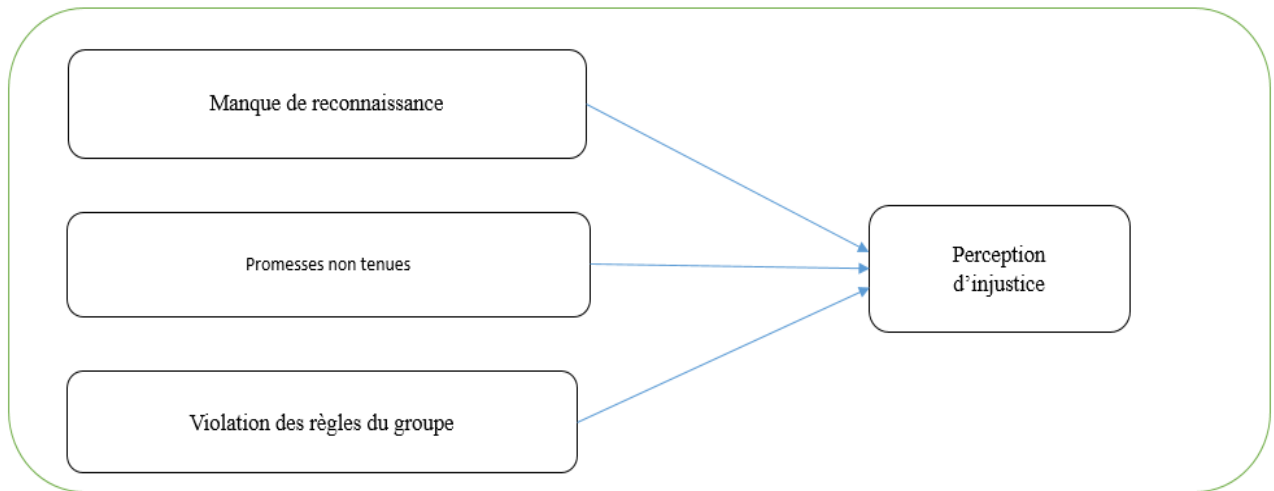 Manque de reconnaissance
Promesses non tenues
Violation des règles du groupe
Perception
d’injustice